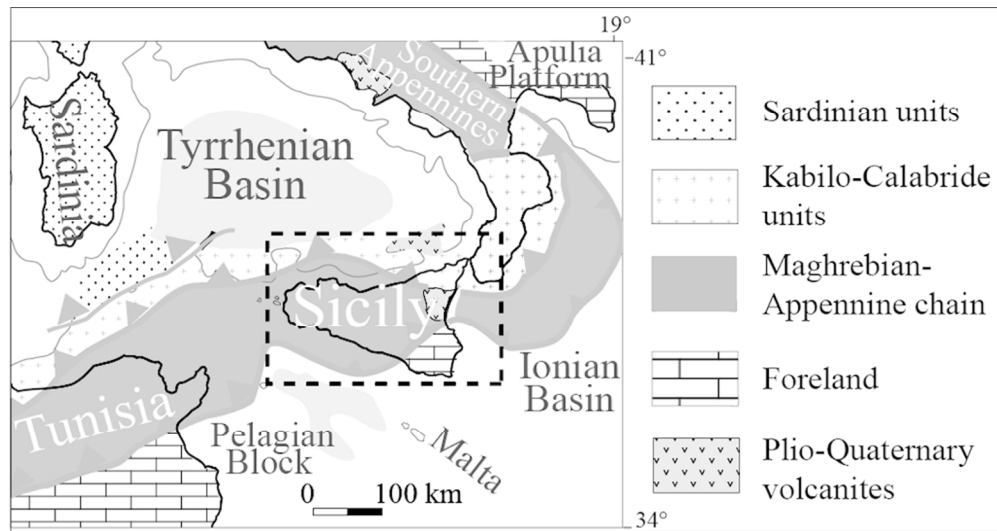 19°
41°
Southern
Appennines
Apulia
Platform
Sardinia
Tyrrhenian
Basin
Sicily
Ionian
Basin
Tunisia
Pelagian
Block
Malta
0 100 km
34°
Sardinian units
Kabilo-Calabride
units
Maghrebian-
Appennine chain
Foreland
Plio-Quaternary
volcanites